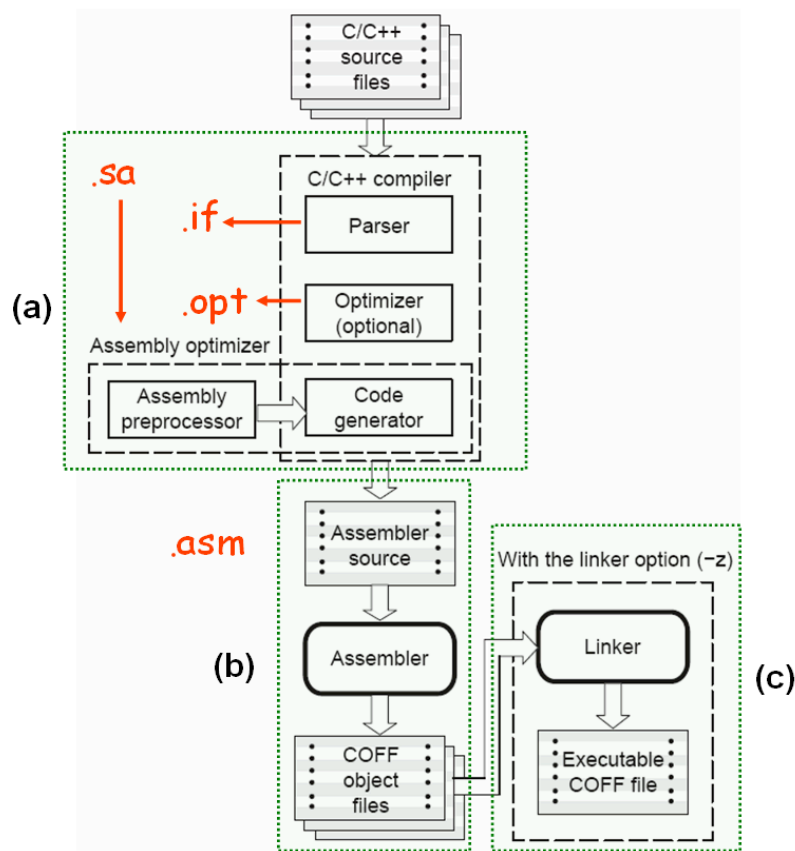 C/C++
source
files
.sa
C/C++ compiler
.if
Parser
(a)
.opt
Optimizer
(optional)
Assembly optimizer
Assembly
preprocessor
Code
generator
.asm
Assembler
source
With the linker option (−z)
(b)
Assembler
Linker
(c)
COFF
object
files
Executable
COFF file